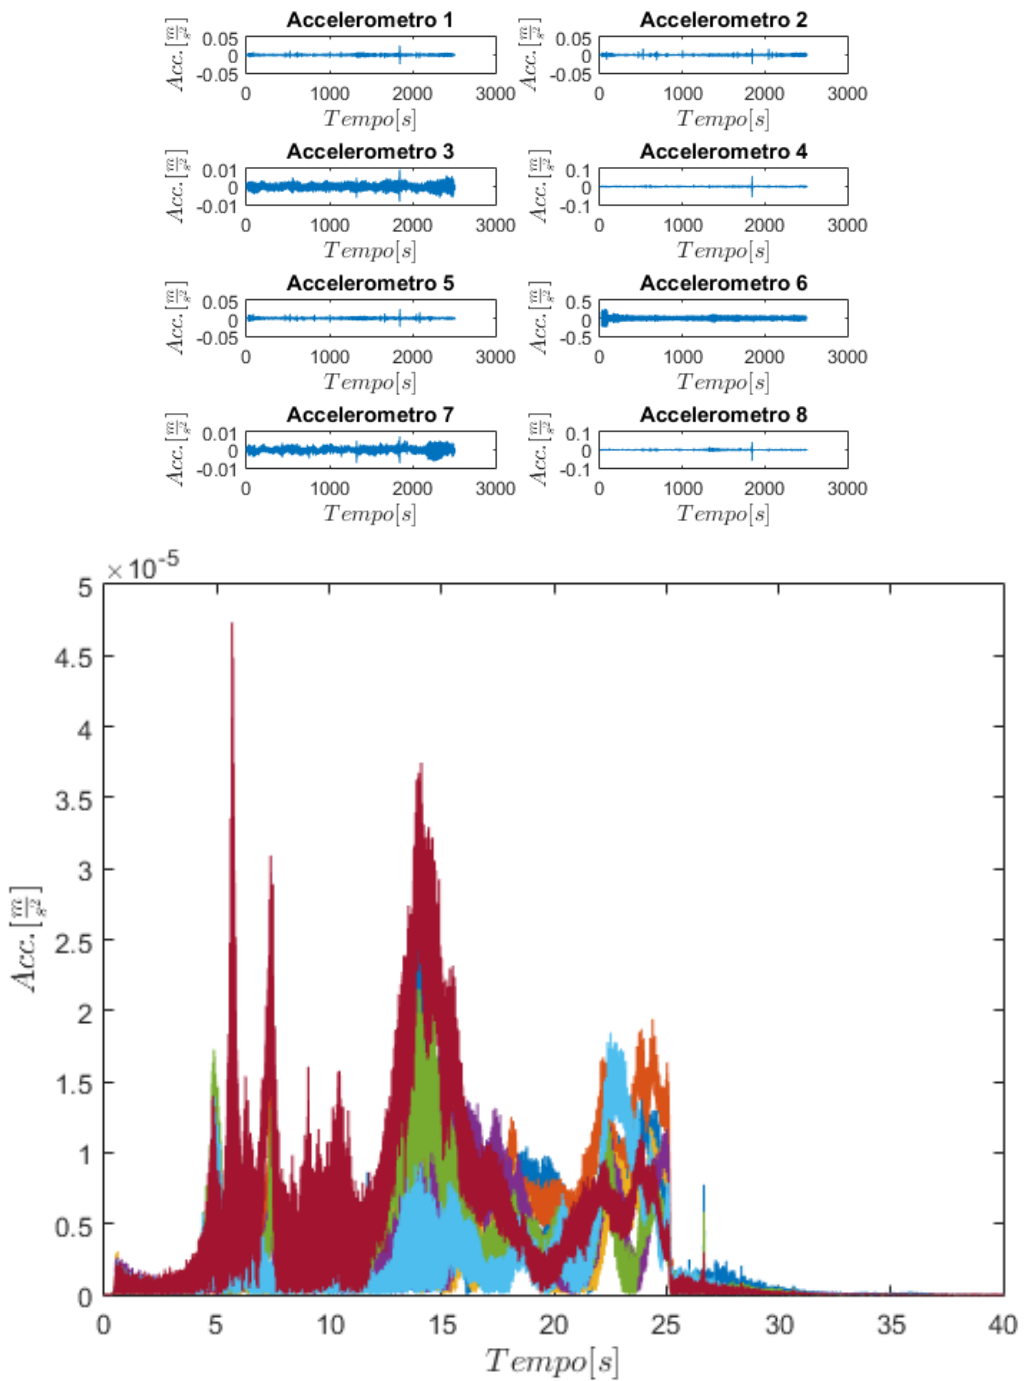 Accelerometro 1
Acc.[m/s²]
0.05
0
-0.05
0 1000 2000 3000
Tempo[s]
Accelerometro 2
Acc.[m/s²]
0.05
0
-0.05
0 1000 2000 3000
Tempo[s]
Accelerometro 3
Acc.[m/s²]
0.01
0
-0.01
0 1000 2000 3000
Tempo[s]
Accelerometro 4
Acc.[m/s²]
0.1
0
-0.1
0 1000 2000 3000
Tempo[s]
Accelerometro 5
Acc.[m/s²]
0.05
0
-0.05
0 1000 2000 3000
Tempo[s]
Accelerometro 6
Acc.[m/s²]
0.5
0
-0.5
0 1000 2000 3000
Tempo[s]
Accelerometro 7
Acc.[m/s²]
0.01
0
-0.01
0 1000 2000 3000
Tempo[s]
Accelerometro 8
Acc.[m/s²]
0.1
0
-0.1
0 1000 2000 3000
Tempo[s]
×10⁻⁵
5
4.5
4
3.5
3
2.5
2
1.5
1
0.5
0
Acc.[m/s²]
0 5 10 15 20 25 30 35 40
Tempo[s]